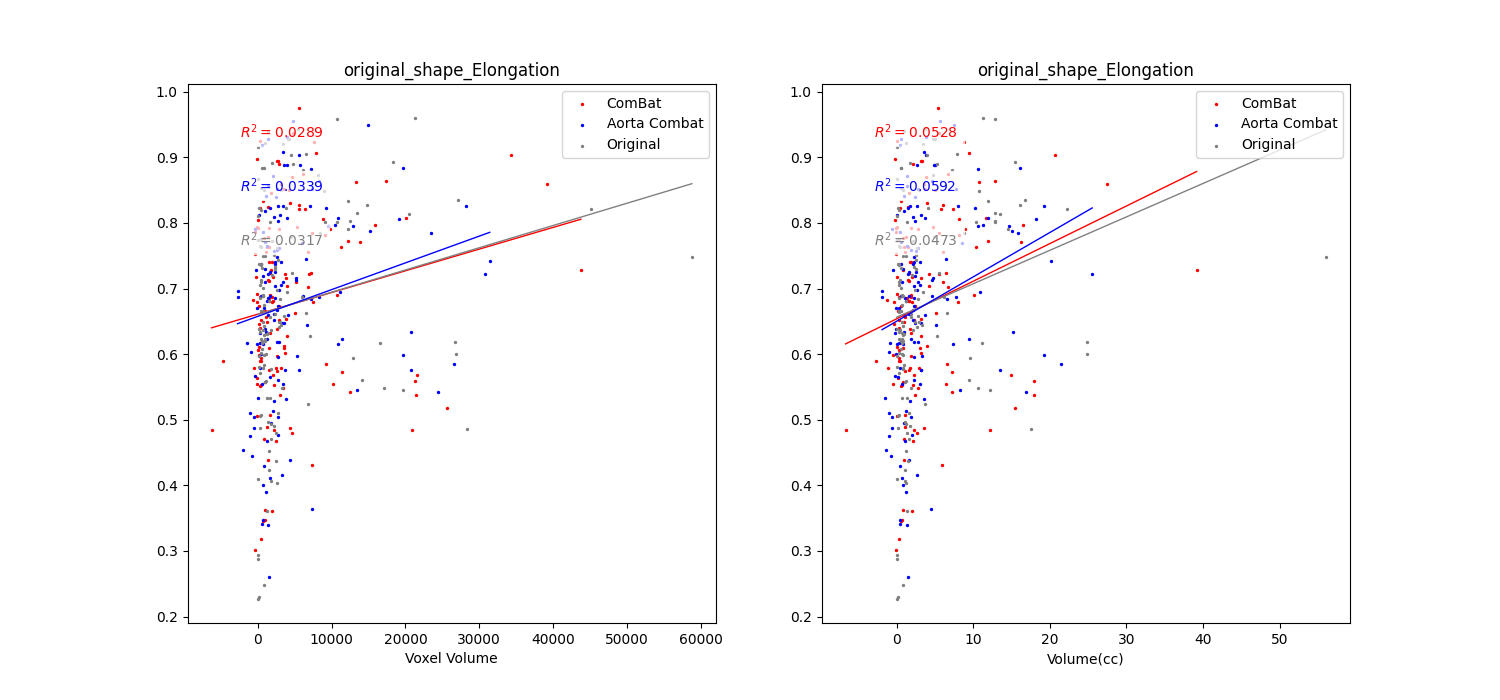 original_shape_Elongation
1.0
0.9
0.8
0.7
0.6
0.5
0.4
0.3
0.2
R² = 0.0289
R² = 0.0339
R² = 0.0317
ComBat
Aorta Combat
Original
0 10000 20000 30000 40000 50000 60000
Voxel Volume
original_shape_Elongation
1.0
0.9
0.8
0.7
0.6
0.5
0.4
0.3
0.2
R² = 0.0528
R² = 0.0592
R² = 0.0473
ComBat
Aorta Combat
Original
0 10 20 30 40 50
Volume(cc)